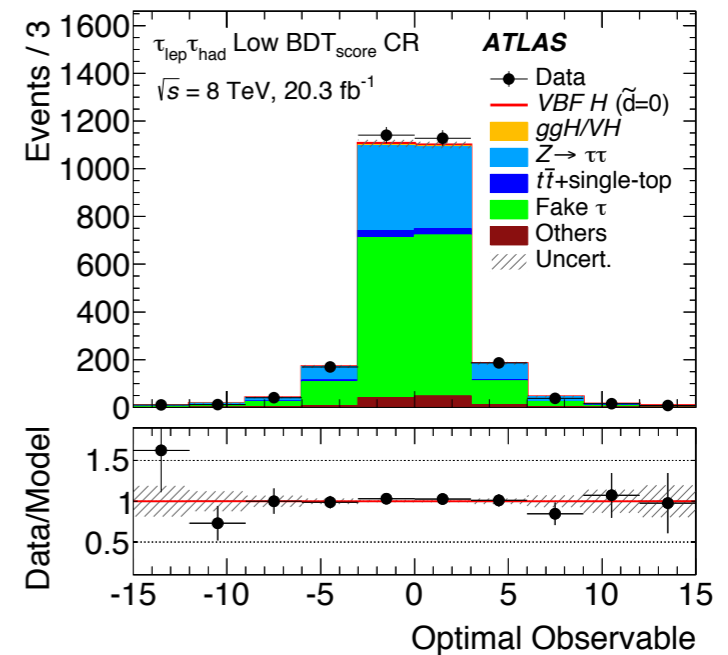 τlepτhad Low BDTscore CR ATLAS
√s = 8 TeV, 20.3 fb-1
Data
VBF H (d̃=0)
ggH/VH
Z→ ττ
tt̄+single-top
Fake τ
Others
Uncert.
Events / 3
1600
1400
1200
1000
800
600
400
200
0
Data/Model
1.5
1
0.5
-15 -10 -5 0 5 10 15
Optimal Observable